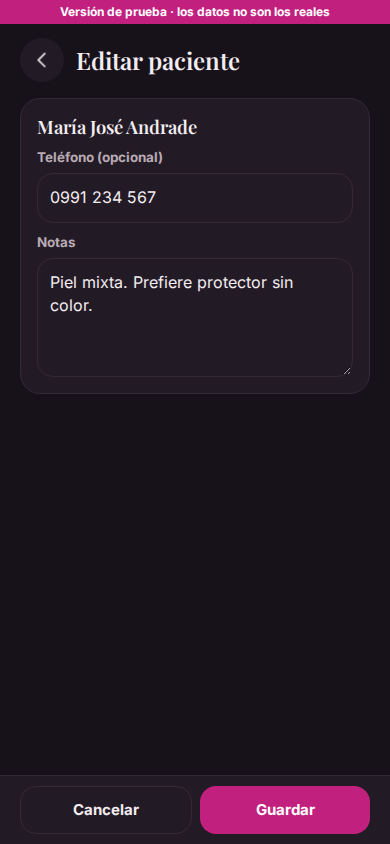 Versión de prueba · los datos no son los reales
Editar paciente
María José Andrade
Teléfono (opcional)
0991 234 567
Notas
Piel mixta. Prefiere protector sin
color.
Cancelar
Guardar